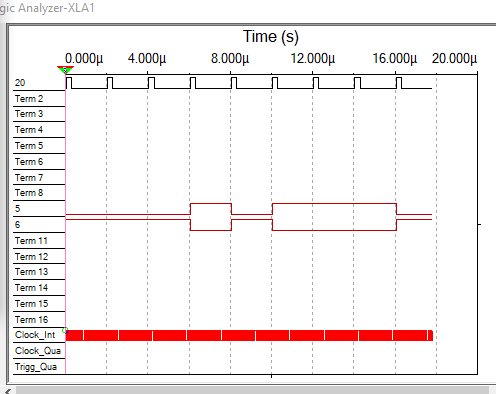 gic Analyzer-XLA1
Time (s)
0.000µ 4.000µ 8.000µ 12.000µ 16.000µ 20.000µ
20
Term 2
Term 3
Term 4
Term 5
Term 6
Term 7
Term 8
5
6
Term 11
Term 12
Term 13
Term 14
Term 15
Term 16
Clock_Int
Clock_Qua
Trigg_Qua